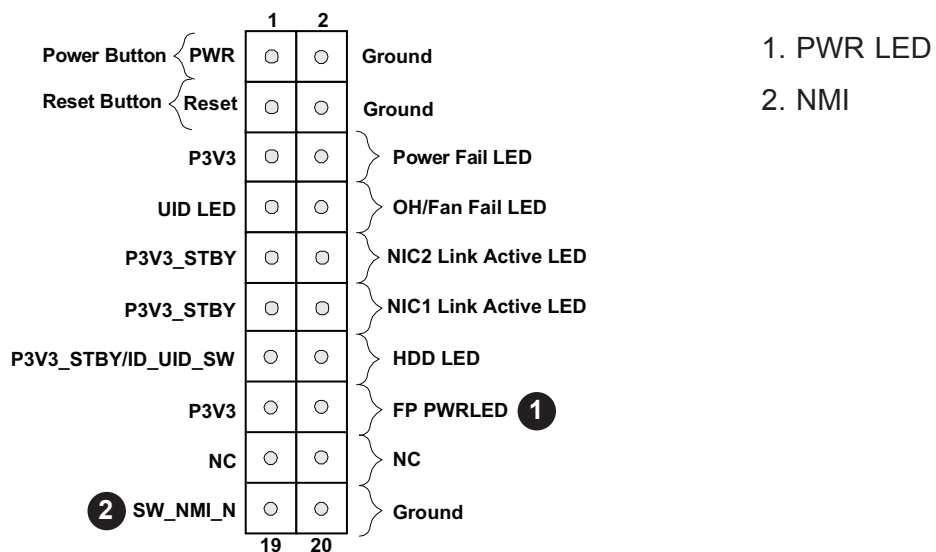 1 2
Power Button PWR Ground
Reset Button Reset Ground
P3V3 Power Fail LED
UID LED OH/Fan Fail LED
P3V3_STBY NIC2 Link Active LED
P3V3_STBY NIC1 Link Active LED
P3V3_STBY/ID_UID_SW HDD LED
P3V3 FP PWRLED 1
NC NC
2 SW_NMI_N Ground
19 20
1. PWR LED
2. NMI